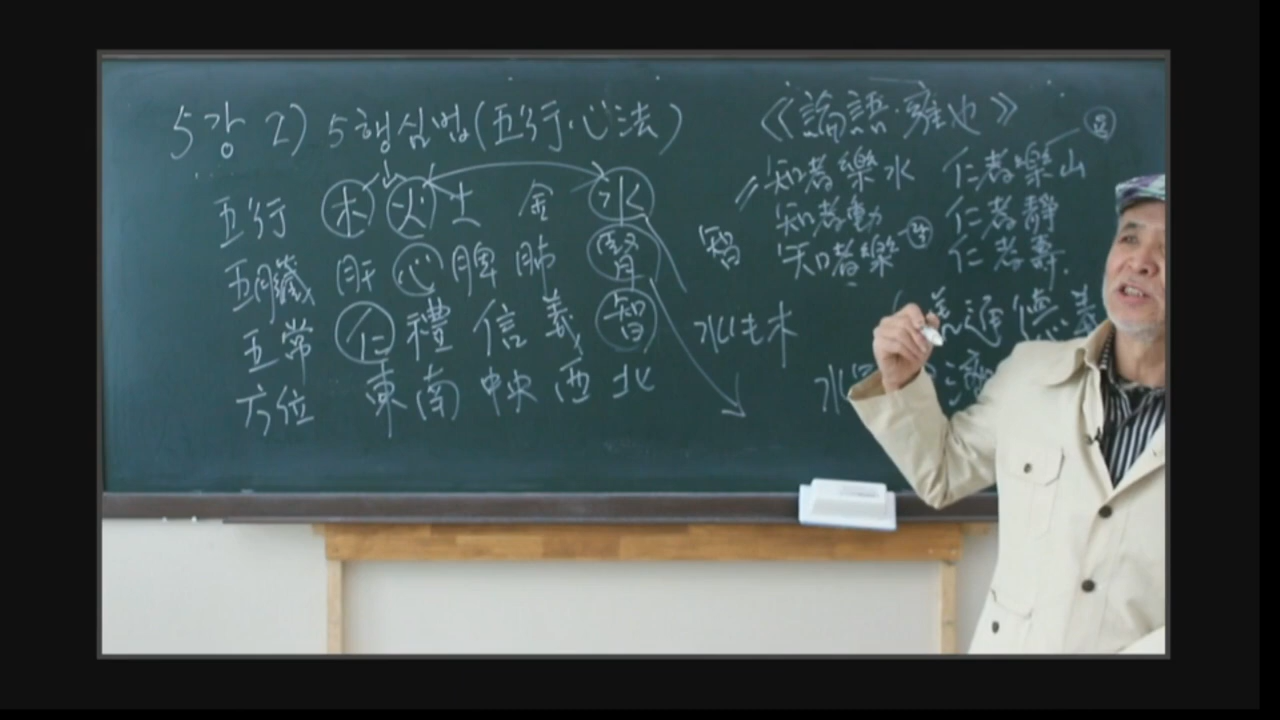 5강 2) 5행심법(五行·心法)
五行 木 火 土 金 水
五臟 肝 心 脾 肺 腎
五常 仁 禮 信 義 智
方位 東 南 中央 西 北
《論語·雍也》
知者樂水 仁者樂山
知者動 仁者靜
智 知者樂 仁者壽.
水生木